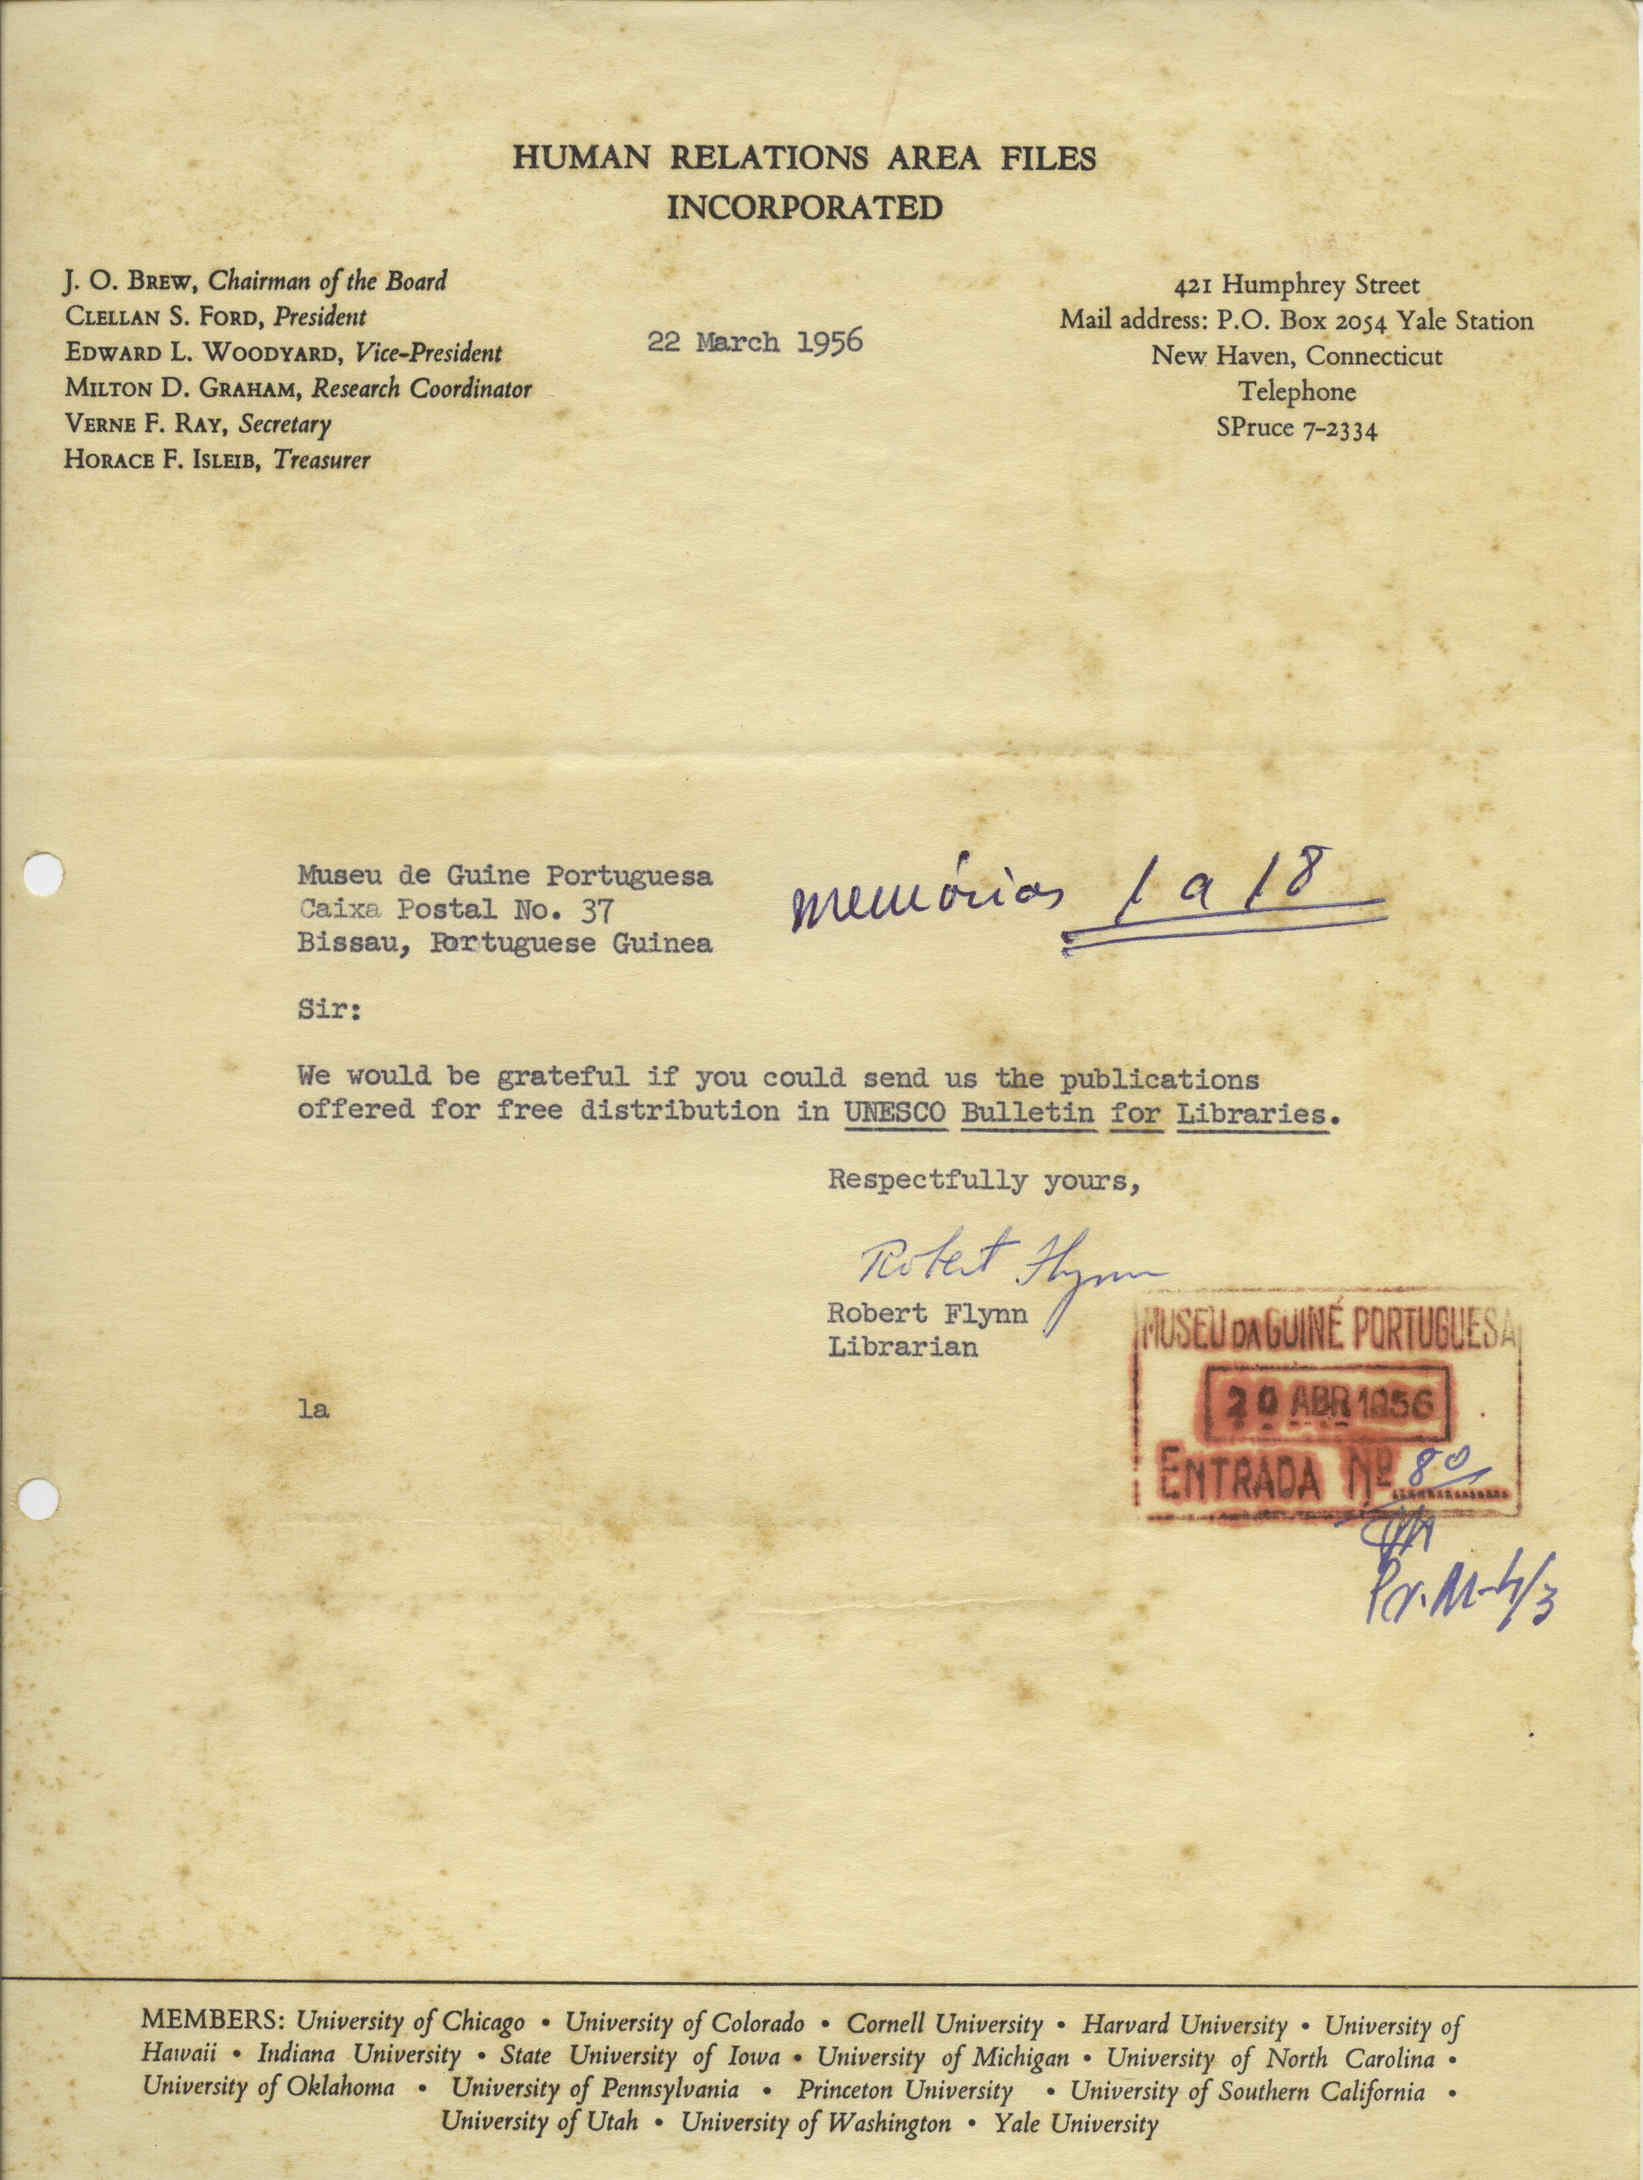 HUMAN RELATIONS AREA FILES
INCORPORATED
J. O. BREW, Chairman of the Board
CLELLAN S. FORD, President
EDWARD L. WOODYARD, Vice-President
MILTON D. GRAHAM, Research Coordinator
VERNE F. RAY, Secretary
HORACE F. ISLEIB, Treasurer
22 March 1956
421 Humphrey Street
Mail address: P.O. Box 2054 Yale Station
New Haven, Connecticut
Telephone
SPruce 7-2334
Museu de Guine Portuguesa
Caixa Postal No. 37
Bissau, Portuguese Guinea
memórias 1 a 18
Sir:
We would be grateful if you could send us the publications
offered for free distribution in UNESCO Bulletin for Libraries.
Respectfully yours,
Robert Flynn
Robert Flynn
Librarian
la
MUSEU DA GUINÉ PORTUGUESA
20 ABR 1956
ENTRADA Nº 80
Pr. M-4/3
MEMBERS: University of Chicago • University of Colorado • Cornell University • Harvard University • University of
Hawaii • Indiana University • State University of Iowa • University of Michigan • University of North Carolina •
University of Oklahoma • University of Pennsylvania • Princeton University • University of Southern California •
University of Utah • University of Washington • Yale University